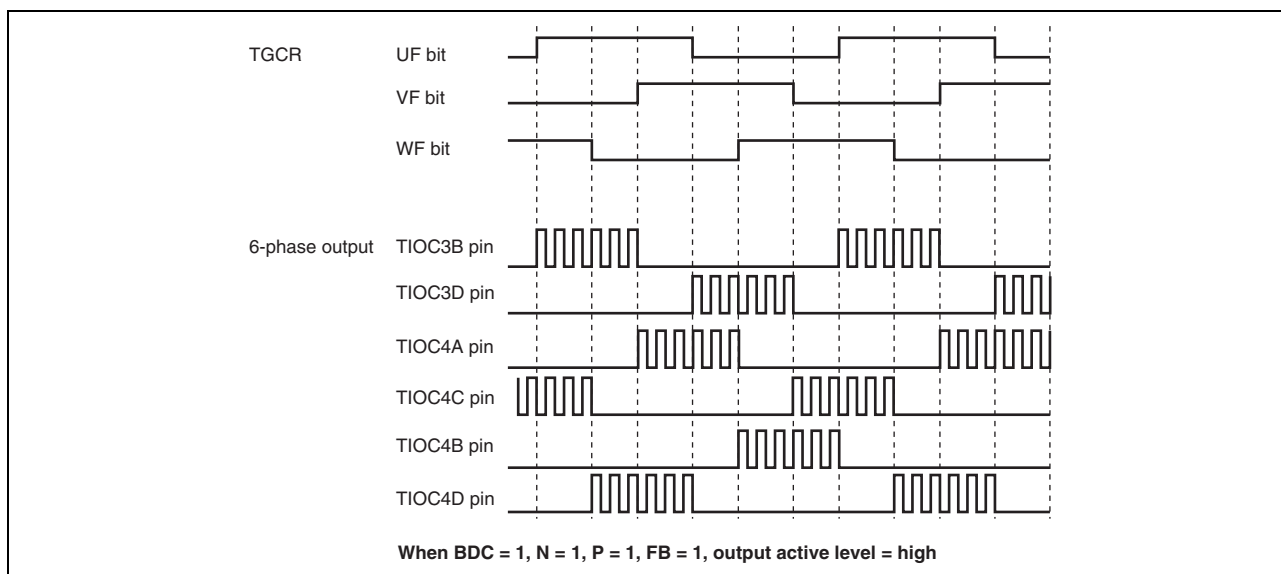 TGCR UF bit
VF bit
WF bit
6-phase output TIOC3B pin
TIOC3D pin
TIOC4A pin
TIOC4C pin
TIOC4B pin
TIOC4D pin
When BDC = 1, N = 1, P = 1, FB = 1, output active level = high